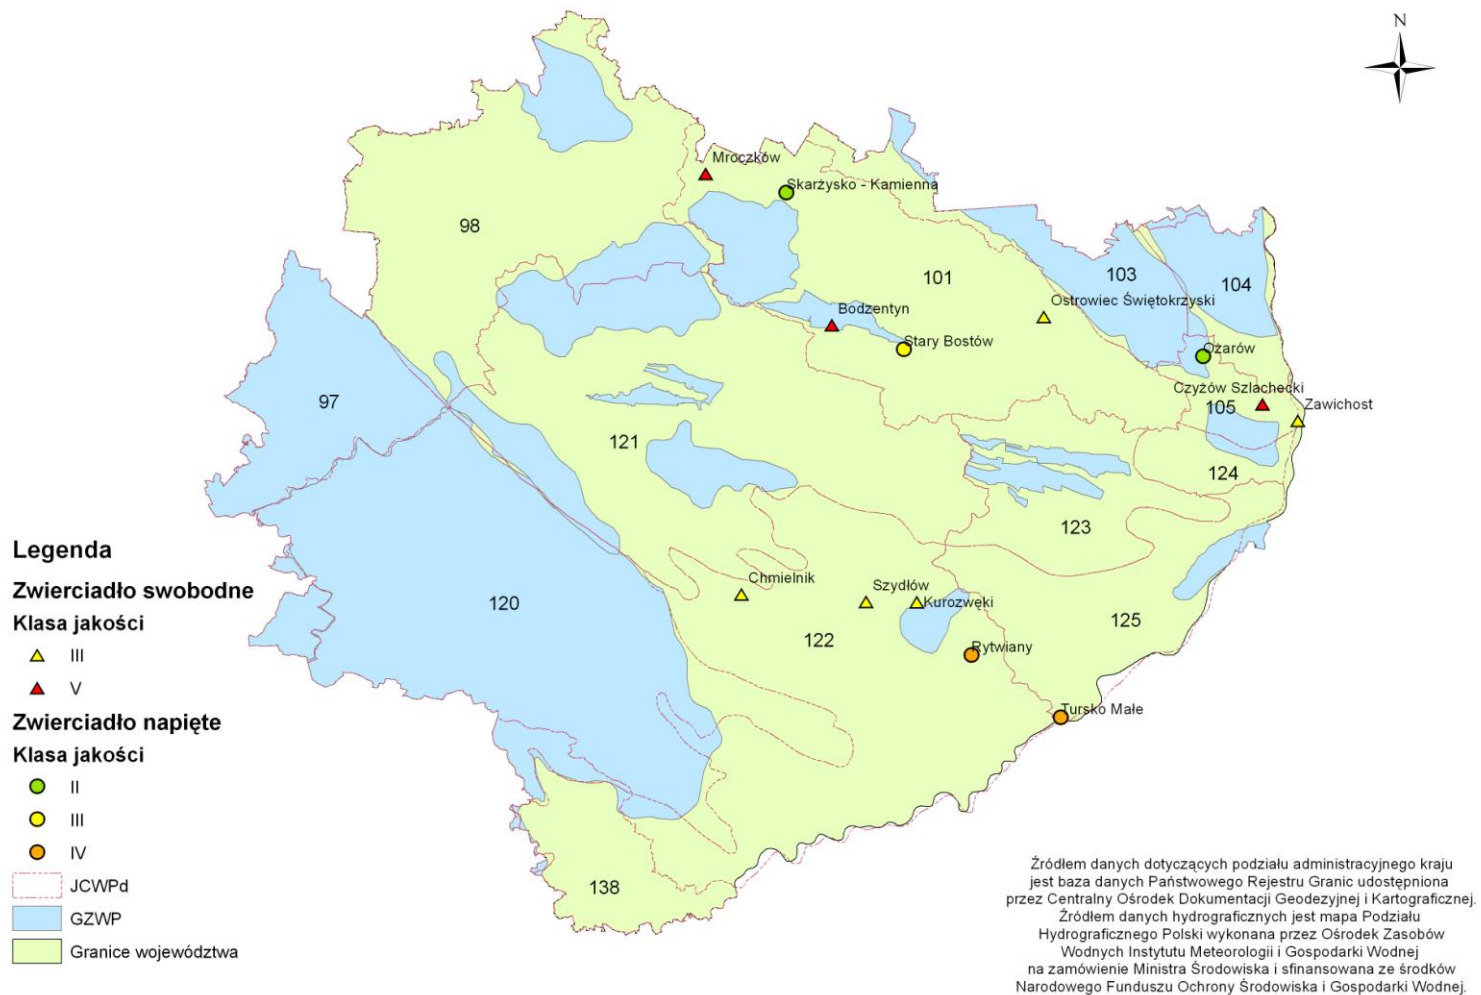 N
Mroczków
Skarżysko - Kamienna
98
101
103
104
Ostrowiec Świętokrzyski
Bodzentyn
Stary Bostów
Ożarów
Czyżów Szlachecki
97
105
Zawichost
121
124
123
Legenda
Zwierciadło swobodne
Klasa jakości
III
V
Zwierciadło napięte
Klasa jakości
II
III
IV
JCWPd
GZWP
Granice województwa
Chmielnik
Szydłów
Kurozwęki
120
122
125
Rytwiany
Tursko Małe
138
Źródłem danych dotyczących podziału administracyjnego kraju
jest baza danych Państwowego Rejestru Granic udostępniona
przez Centralny Ośrodek Dokumentacji Geodezyjnej i Kartograficznej.
Źródłem danych hydrograficznych jest mapa Podziału
Hydrograficznego Polski wykonana przez Ośrodek Zasobów
Wodnych Instytutu Meteorologii i Gospodarki Wodnej
na zamówienie Ministra Środowiska i sfinansowana ze środków
Narodowego Funduszu Ochrony Środowiska i Gospodarki Wodnej.